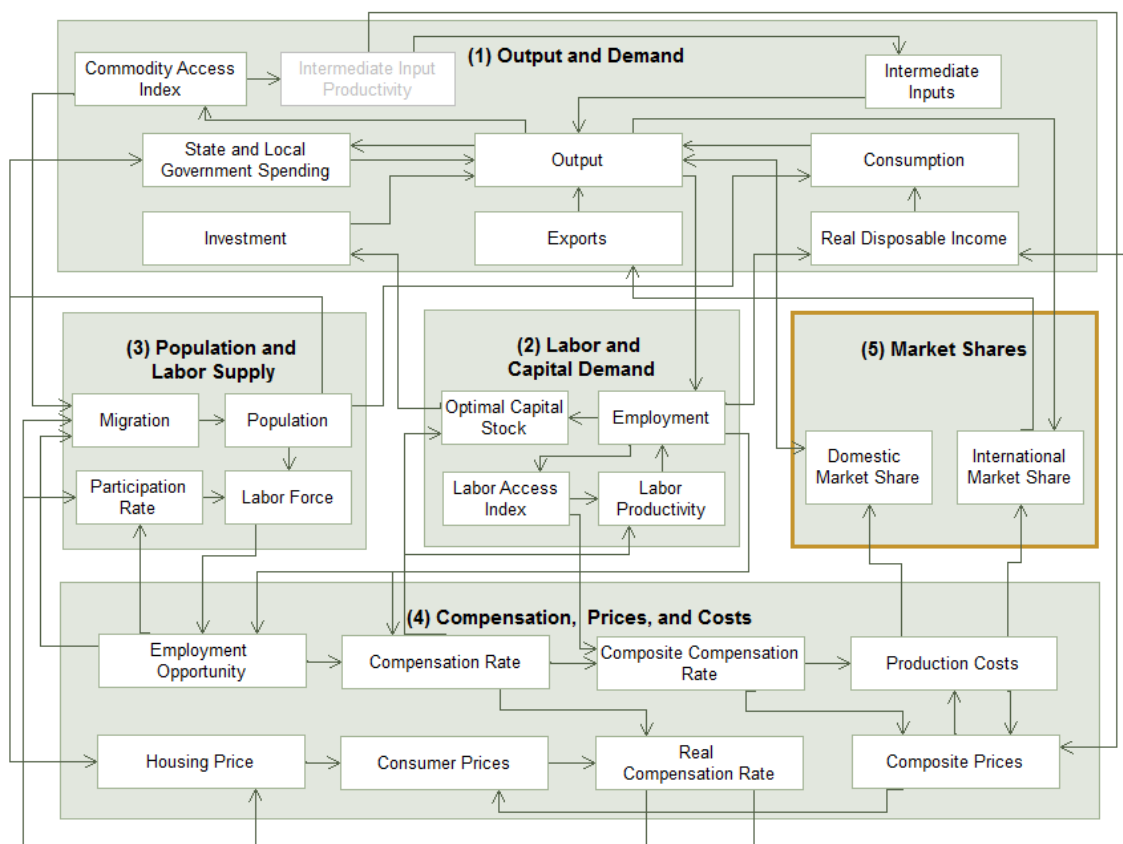 (1) Output and Demand
Commodity Access
Index
Intermediate Input
Productivity
Intermediate
Inputs
State and Local
Government Spending
Output
Consumption
Investment
Exports
Real Disposable Income
(3) Population and
Labor Supply
Migration
Population
Participation
Rate
Labor Force
(2) Labor and
Capital Demand
Optimal Capital
Stock
Employment
Labor Access
Index
Labor
Productivity
(5) Market Shares
Domestic
Market Share
International
Market Share
(4) Compensation, Prices, and Costs
Employment
Opportunity
Compensation Rate
Composite Compensation
Rate
Production Costs
Housing Price
Consumer Prices
Real
Compensation Rate
Composite Prices